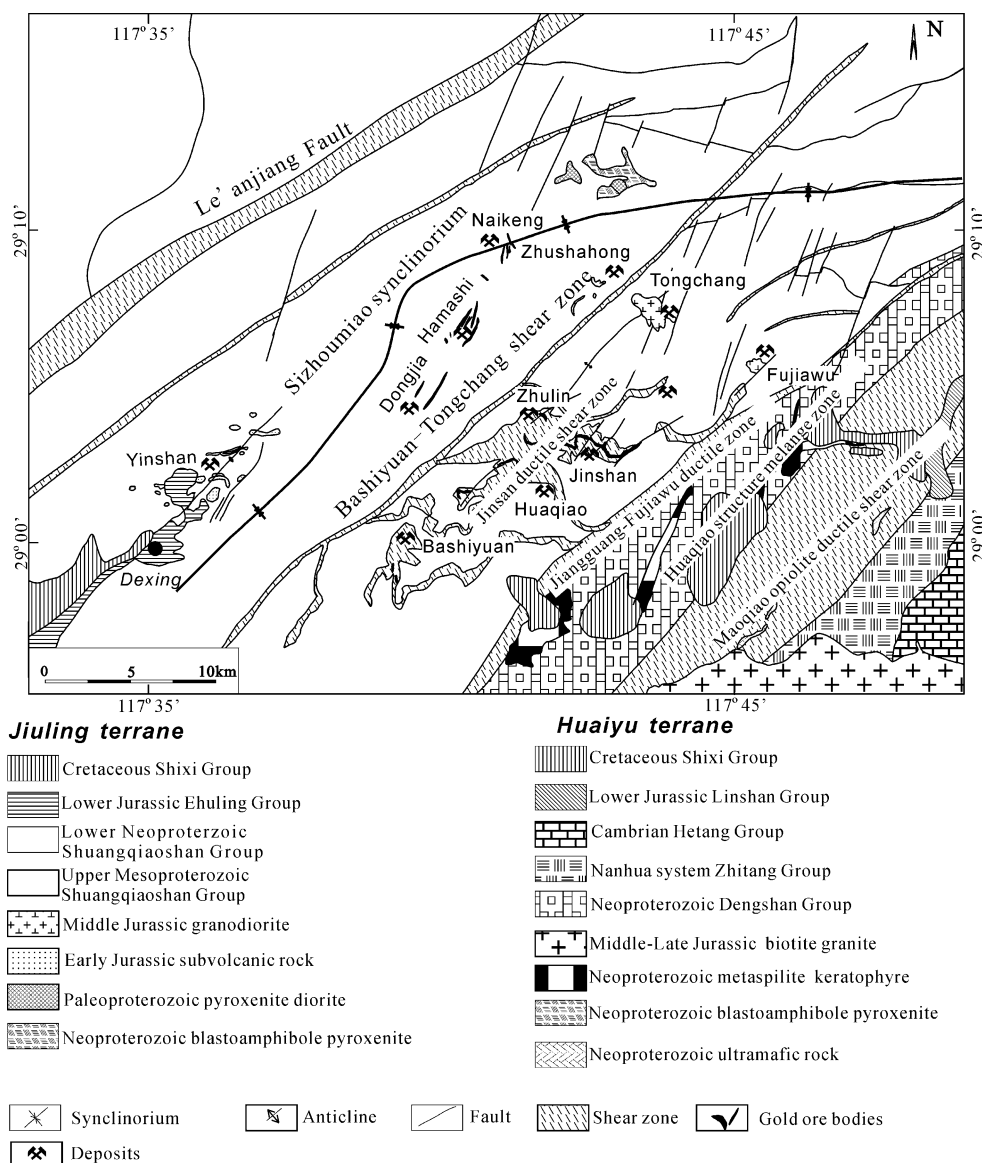 117°35'
117°45'
N
Le'anjiang Fault
29°10'
29°10'
Sizhoumiao synclinorium
Naikeng
Zhushahong
Hamashi
Dongjia
Tongchang
Bashiyuan-Tongchang shear zone
Fujiawu
Zhulin
Jinsan ductile shear zone
Jinshan
Yinshan
Huaqiao
Bashiyuan
Jiangguang-Fujiawu ductile zone
Huaqiao structure melange zone
Maoqiao opiolite ductile shear zone
29°00'
29°00'
Dexing
0 5 10km
117°35'
117°45'
Jiuling terrane
Cretaceous Shixi Group
Lower Jurassic Ehuling Group
Lower Neoproterzoic
Shuangqiaoshan Group
Upper Mesoproterozoic
Shuangqiaoshan Group
Middle Jurassic granodiorite
Early Jurassic subvolcanic rock
Paleoproterozoic pyroxenite diorite
Neoproterozoic blastoamphibole pyroxenite
Huaiyu terrane
Cretaceous Shixi Group
Lower Jurassic Linshan Group
Cambrian Hetang Group
Nanhua system Zhitang Group
Neoproterozoic Dengshan Group
Middle-Late Jurassic biotite granite
Neoproterozoic metaspilite keratophyre
Neoproterozoic blastoamphibole pyroxenite
Neoproterozoic ultramafic rock
Synclinorium
Anticline
Fault
Shear zone
Gold ore bodies
Deposits